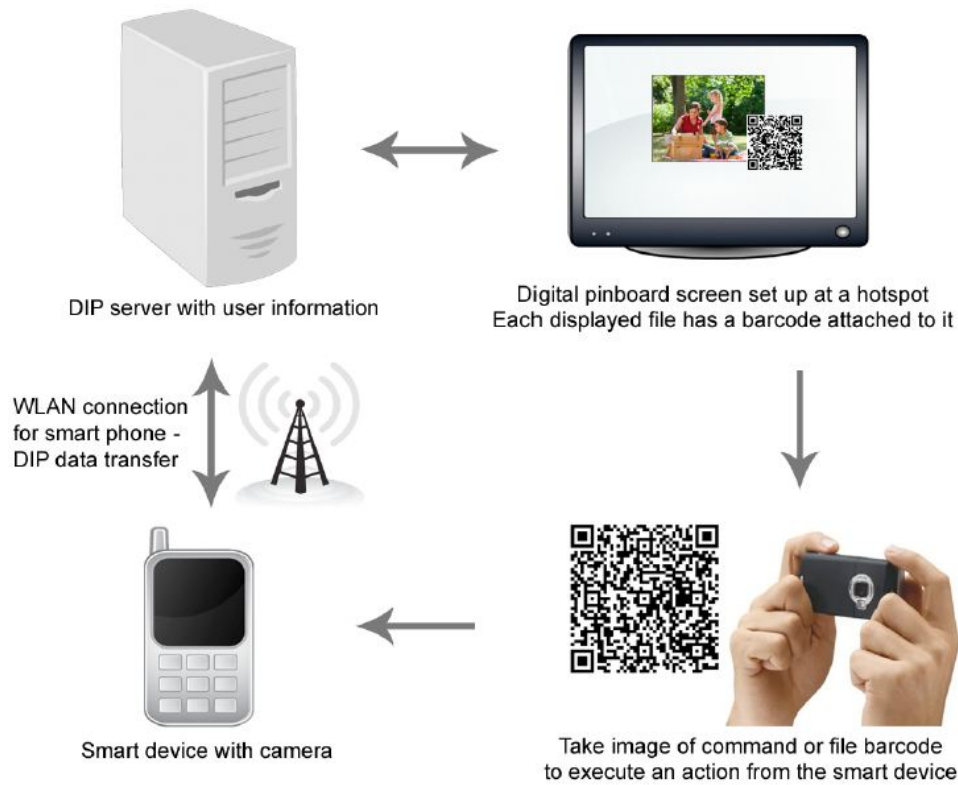 DIP server with user information
Digital pinboard screen set up at a hotspot
Each displayed file has a barcode attached to it
WLAN connection
for smart phone -
DIP data transfer
Smart device with camera
Take image of command or file barcode
to execute an action from the smart device